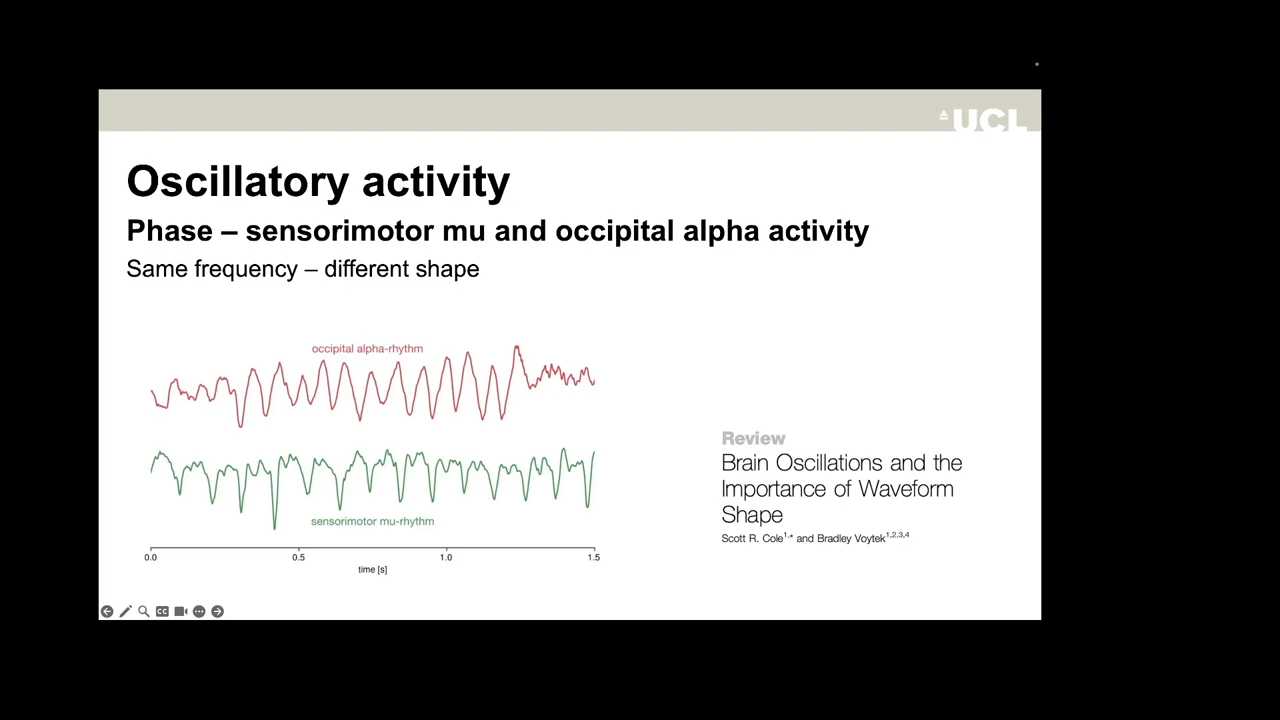 UCL
Oscillatory activity
Phase – sensorimotor mu and occipital alpha activity
Same frequency – different shape
occipital alpha-rhythm
sensorimotor mu-rhythm
0.0 0.5 1.0 1.5
time [s]
Review
Brain Oscillations and the
Importance of Waveform
Shape
Scott R. Cole1,* and Bradley Voytek1,2,3,4
CC